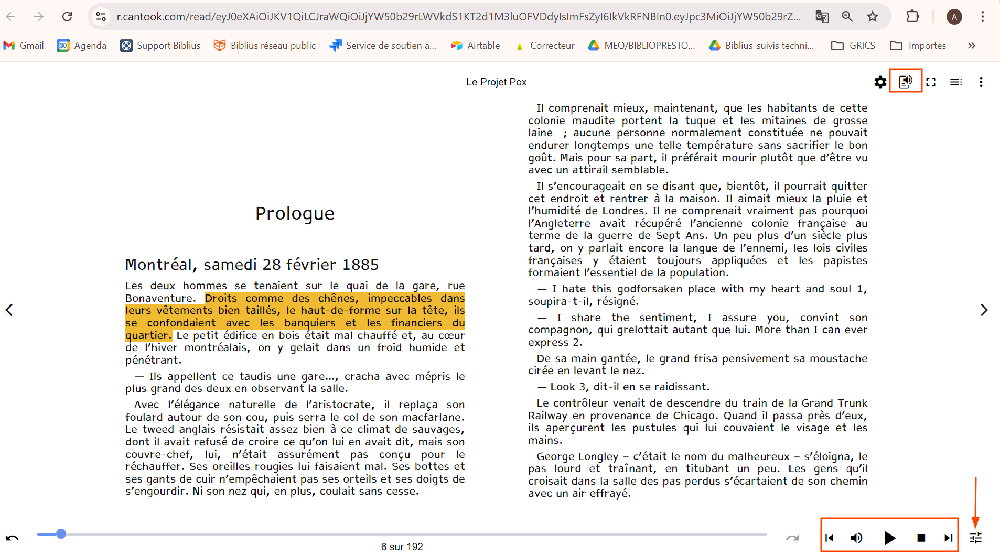 r.cantook.com/read/eyJ0eXAiOiJKV1QiLCJraWQiOiJjYW50b29rLWVkdS1KT2d1M3luOFVDdyIsImFsZyI6IkVkRFNBIn0.eyJpc3MiOiJjYW50b29rZ...
A
Gmail
30
Agenda
Support Biblius
Biblius réseau public
Service de soutien à...
Airtable
Correcteur
MEQ/BIBLIOPRESTO...
Biblius_suivis techni...
GRICS
Importés
Le Projet Pox
Prologue
Montréal, samedi 28 février 1885
Les deux hommes se tenaient sur le quai de la gare, rue
Bonaventure. Droits comme des chênes, impeccables dans
leurs vêtements bien taillés, le haut-de-forme sur la tête, ils
se confondaient avec les banquiers et les financiers du
quartier. Le petit édifice en bois était mal chauffé et, au cœur
de l’hiver montréalais, on y gelait dans un froid humide et
pénétrant.
— Ils appellent ce taudis une gare…, cracha avec mépris le
plus grand des deux en observant la salle.
Avec l’élégance naturelle de l’aristocrate, il replaça son
foulard autour de son cou, puis serra le col de son macfarlane.
Le tweed anglais résistait assez bien à ce climat de sauvages,
dont il avait refusé de croire ce qu’on lui en avait dit, mais son
couvre-chef, lui, n’était assurément pas conçu pour le
réchauffer. Ses oreilles rougies lui faisaient mal. Ses bottes et
ses gants de cuir n’empêchaient pas ses orteils et ses doigts de
s’engourdir. Ni son nez qui, en plus, coulait sans cesse.
Il comprenait mieux, maintenant, que les habitants de cette
colonie maudite portent la tuque et les mitaines de grosse
laine ; aucune personne normalement constituée ne pouvait
endurer longtemps une telle température sans sacrifier le bon
goût. Mais pour sa part, il préférait mourir plutôt que d’être vu
avec un attirail semblable.
Il s’encourageait en se disant que, bientôt, il pourrait quitter
cet endroit et rentrer à la maison. Il aimait mieux la pluie et
l’humidité de Londres. Il ne comprenait vraiment pas pourquoi
l’Angleterre avait récupéré l’ancienne colonie française au
terme de la guerre de Sept Ans. Un peu plus d’un siècle plus
tard, on y parlait encore la langue de l’ennemi, les lois civiles
françaises y étaient toujours appliquées et les papistes
formaient l’essentiel de la population.
— I hate this godforsaken place with my heart and soul 1,
soupira-t-il, résigné.
— I share the sentiment, I assure you, convint son
compagnon, qui grelottait autant que lui. More than I can ever
express 2.
De sa main gantée, le grand frisa pensivement sa moustache
cirée en levant le nez.
— Look 3, dit-il en se raidissant.
Le contrôleur venait de descendre du train de la Grand Trunk
Railway en provenance de Chicago. Quand il passa près d’eux,
ils aperçurent les pustules qui lui couvaient le visage et les
mains.
George Longley – c’était le nom du malheureux – s’éloigna, le
pas lourd et traînant, en titubant un peu. Les gens qu’il
croisait dans la salle des pas perdus s’écartaient de son chemin
avec un air effrayé.
6 sur 192